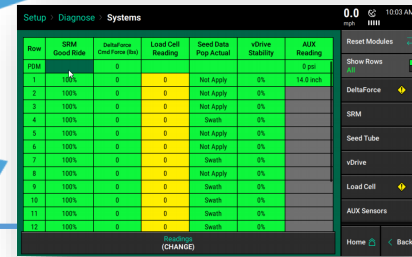 Setup > Diagnose > Systems
0.0 mph 10:03 AM
Row SRM Good Ride DeltaForce Cmd Force (lbs) Load Cell Reading Seed Data Pop Actual vDrive Stability AUX Reading
PDM 0 0 psi
1 100% 0 0 Not Apply 0% 14.0 inch
2 100% 0 0 Not Apply 0%
3 100% 0 0 Not Apply 0%
4 100% 0 0 Swath 0%
5 100% 0 0 Not Apply 0%
6 100% 0 0 Not Apply 0%
7 100% 0 0 Swath 0%
8 100% 0 0 Not Apply 0%
9 100% 0 0 Swath 0%
10 100% 0 0 Swath 0%
11 100% 0 0 Swath 0%
12 100% 0 0 Swath 0%
Readings
(CHANGE)
Reset Modules
Show Rows
All
DeltaForce
SRM
Seed Tube
vDrive
Load Cell
AUX Sensors
Home < Back